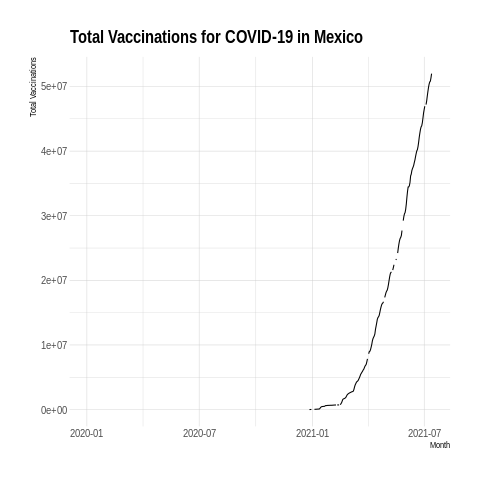 Total Vaccinations for COVID-19 in Mexico
Total Vaccinations
5e+07
4e+07
3e+07
2e+07
1e+07
0e+00
2020-01 2020-07 2021-01 2021-07
Month